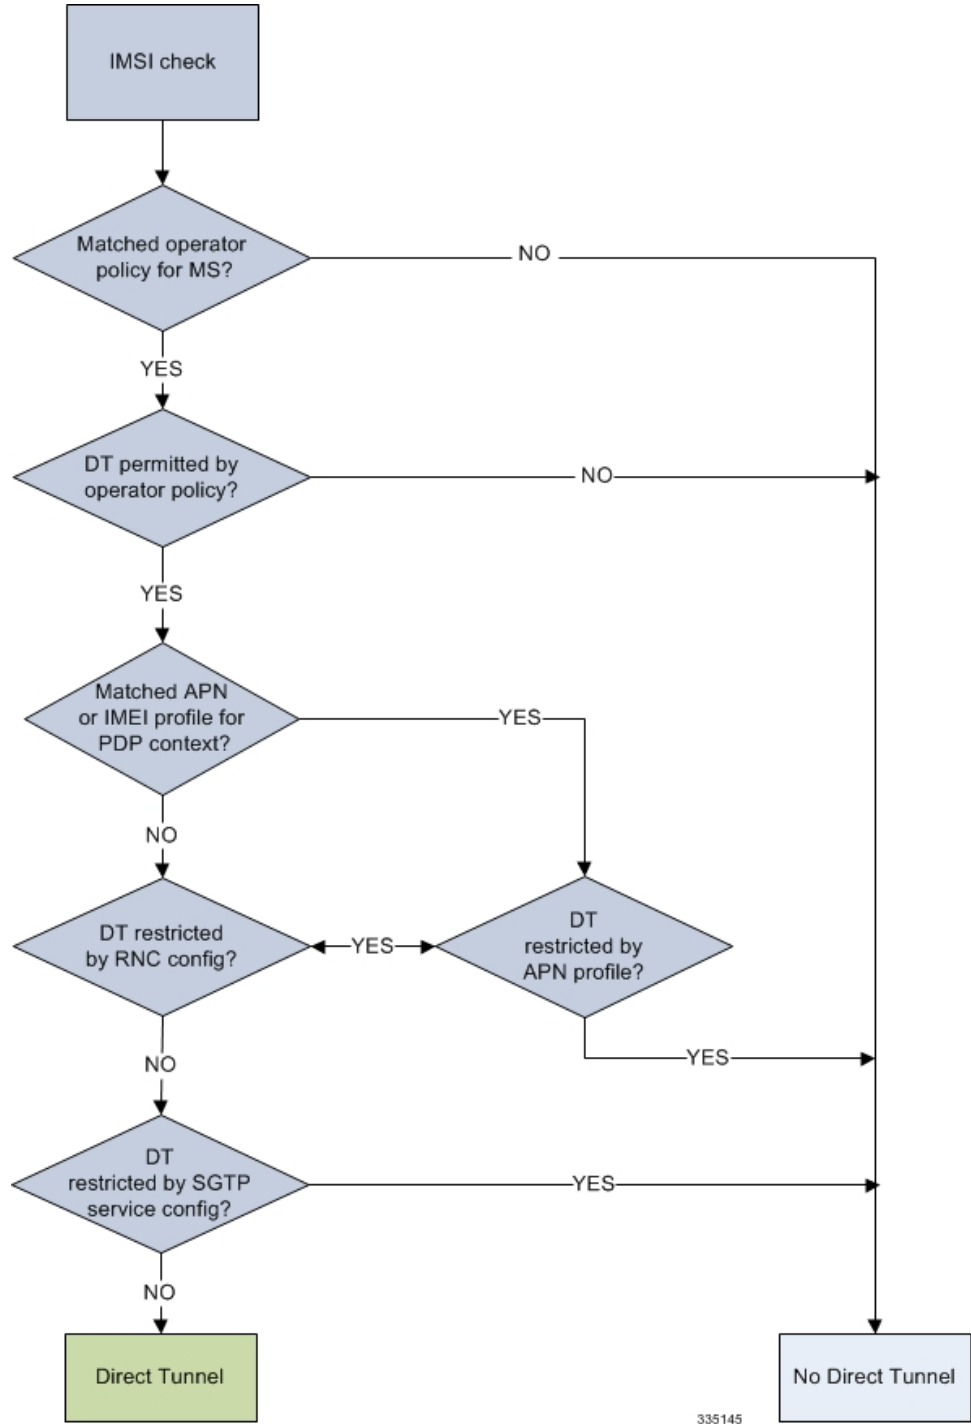 IMSI check
Matched operator
policy for MS?
NO
YES
DT permitted by
operator policy?
NO
YES
Matched APN
or IMEI profile for
PDP context?
YES
NO
DT restricted
by RNC config?
YES
DT
restricted by
APN profile?
NO
YES
DT
restricted by SGTP
service config?
YES
NO
Direct Tunnel
No Direct Tunnel
335145